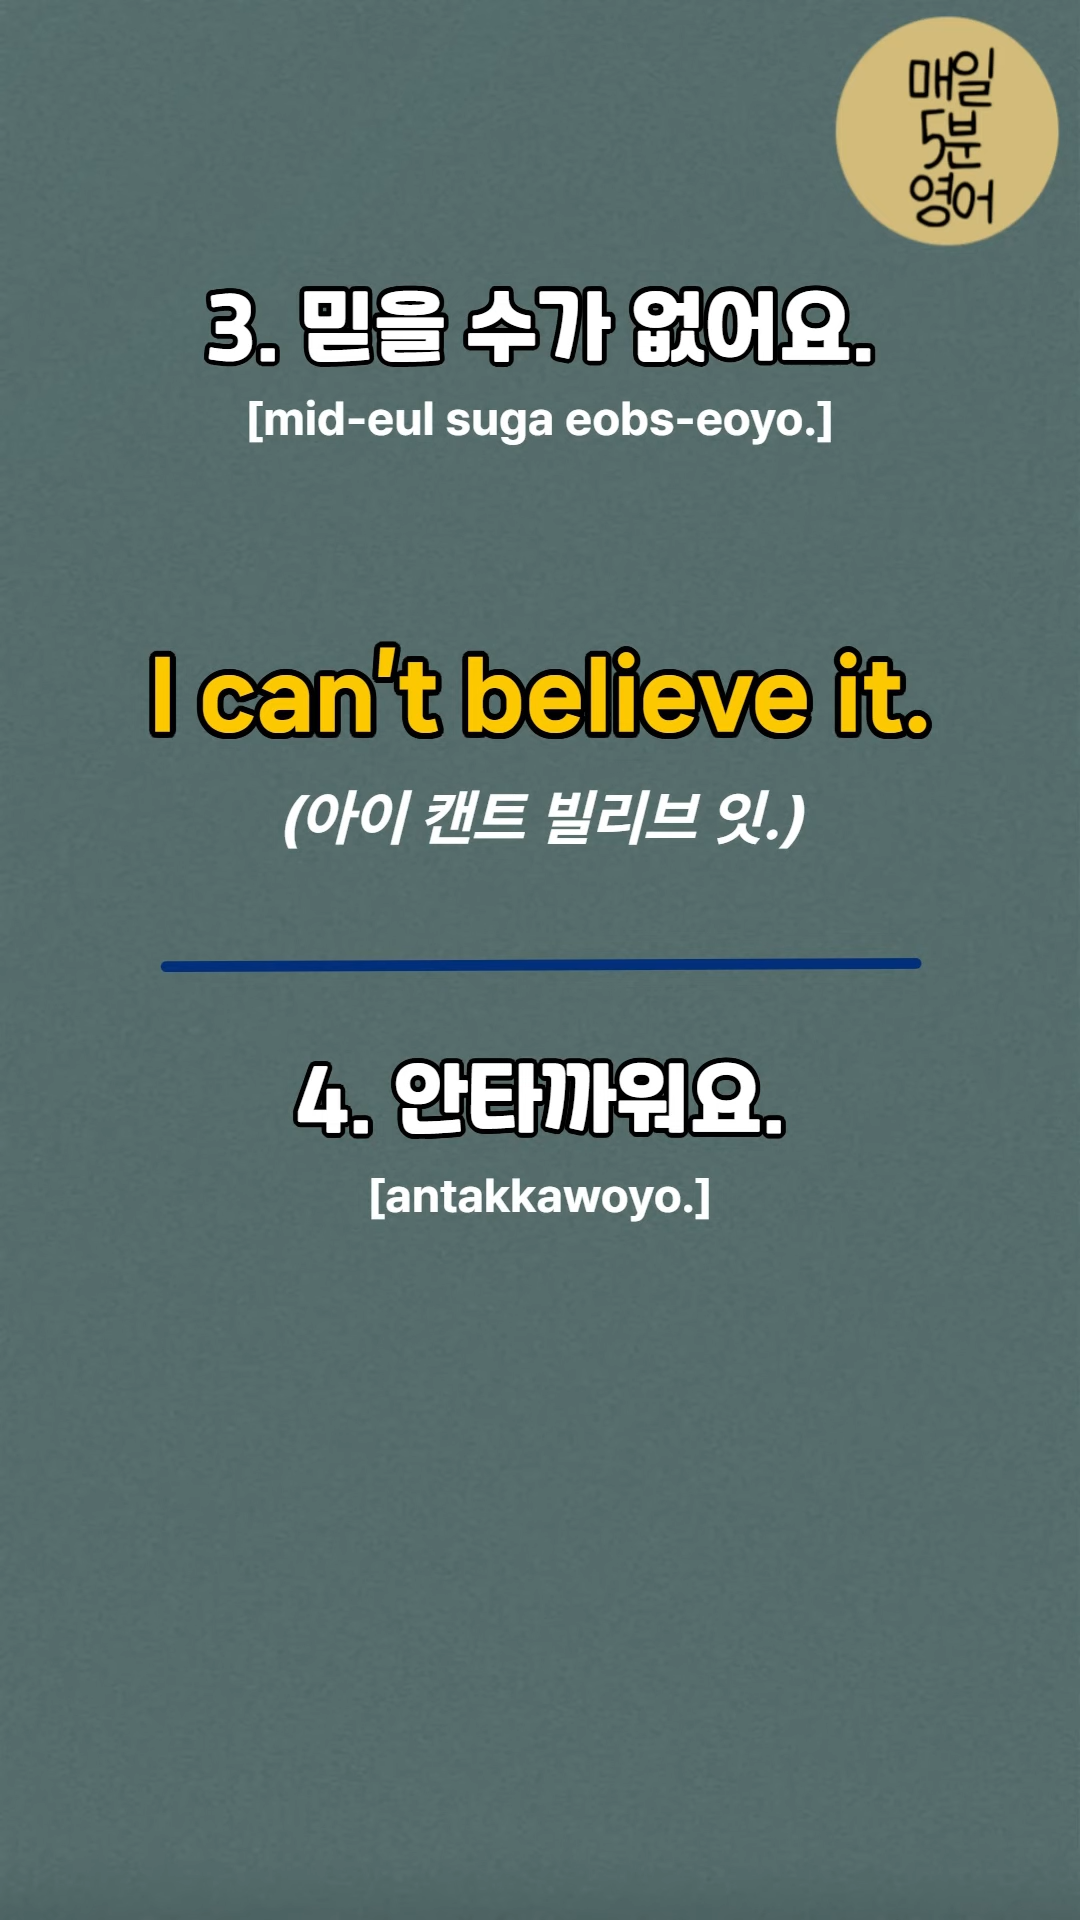 매일
5분
영어
3. 믿을 수가 없어요.
[mid-eul suga eobs-eoyo.]
I can't believe it.
(아이 캔트 빌리브 잇.)
4. 안타까워요.
[antakkawoyo.]